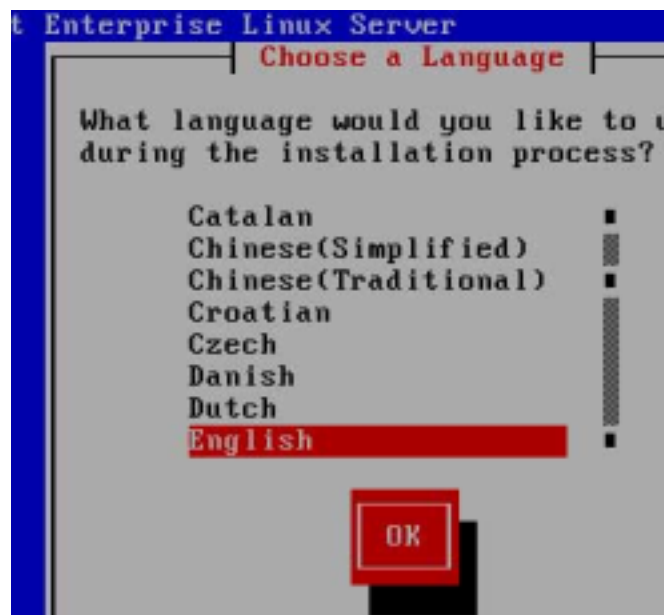 t Enterprise Linux Server
Choose a Language
What language would you like to u
during the installation process?
Catalan
Chinese(Simplified)
Chinese(Traditional)
Croatian
Czech
Danish
Dutch
English
OK